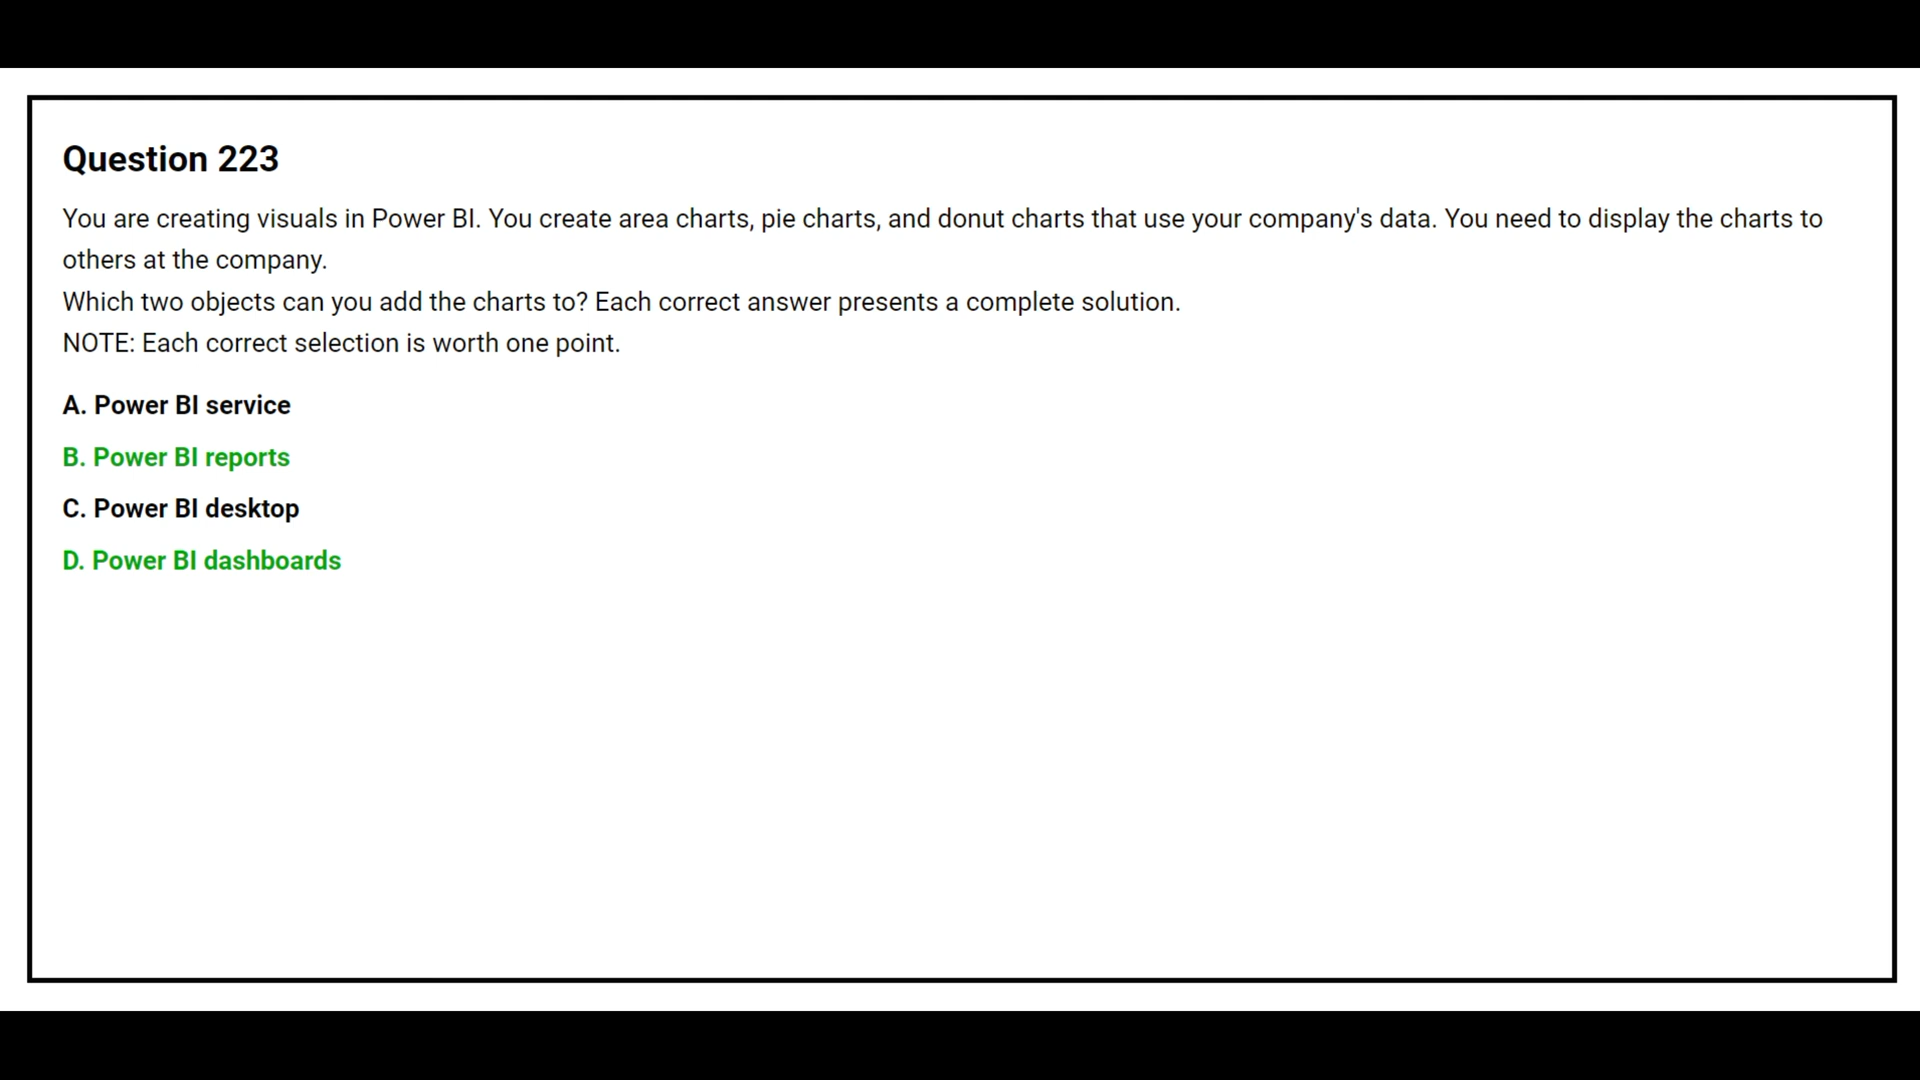 Question 223
You are creating visuals in Power BI. You create area charts, pie charts, and donut charts that use your company's data. You need to display the charts to
others at the company.
Which two objects can you add the charts to? Each correct answer presents a complete solution.
NOTE: Each correct selection is worth one point.
A. Power BI service
B. Power BI reports
C. Power BI desktop
D. Power BI dashboards